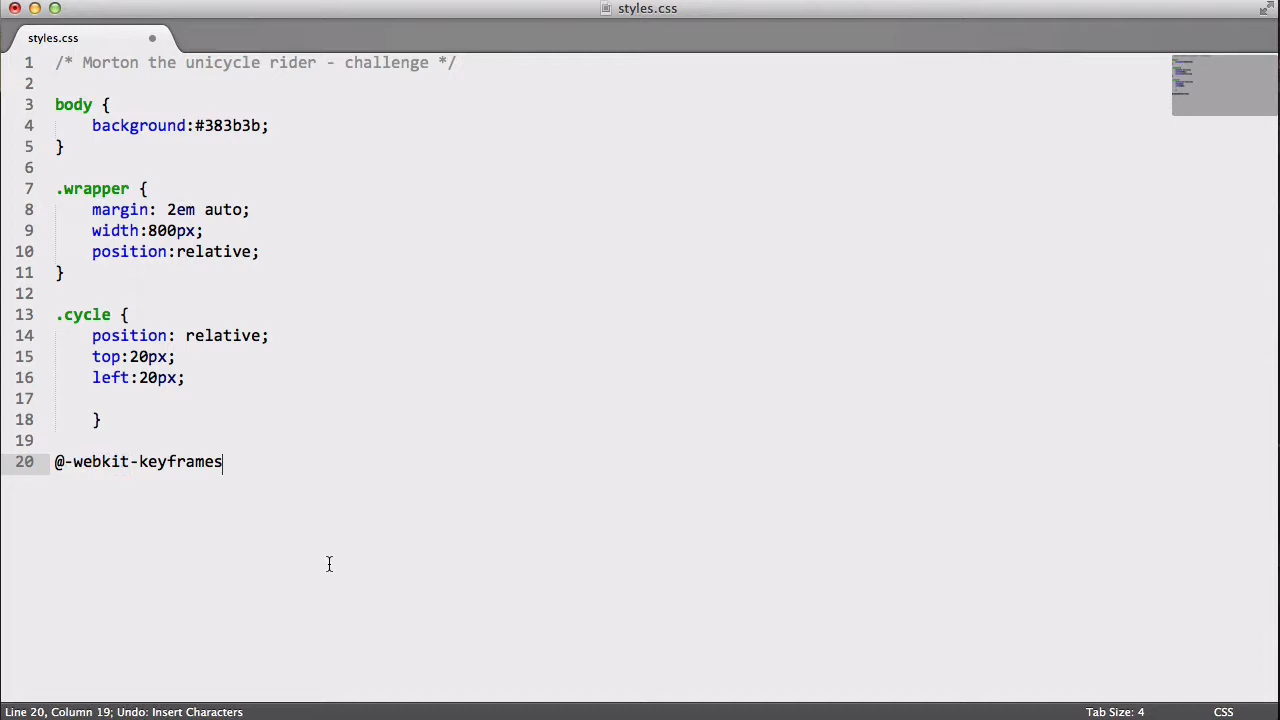 styles.css
styles.css
1 /* Morton the unicycle rider - challenge */
2
3 body {
4 background:#383b3b;
5 }
6
7 .wrapper {
8 margin: 2em auto;
9 width:800px;
10 position:relative;
11 }
12
13 .cycle {
14 position: relative;
15 top:20px;
16 left:20px;
17
18 }
19
20 @-webkit-keyframes
Line 20, Column 19; Undo: Insert Characters
Tab Size: 4
CSS